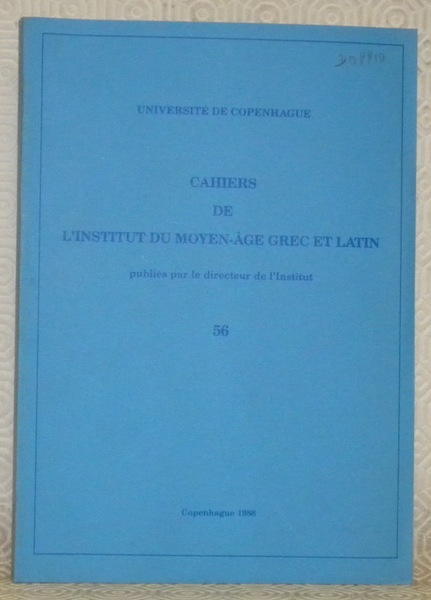 UNIVERSITÉ DE COPENHAGUE
CAHIERS
DE
L'INSTITUT DU MOYEN-ÂGE GREC ET LATIN
publiés par le directeur de l'Institut
56
Copenhague 1988